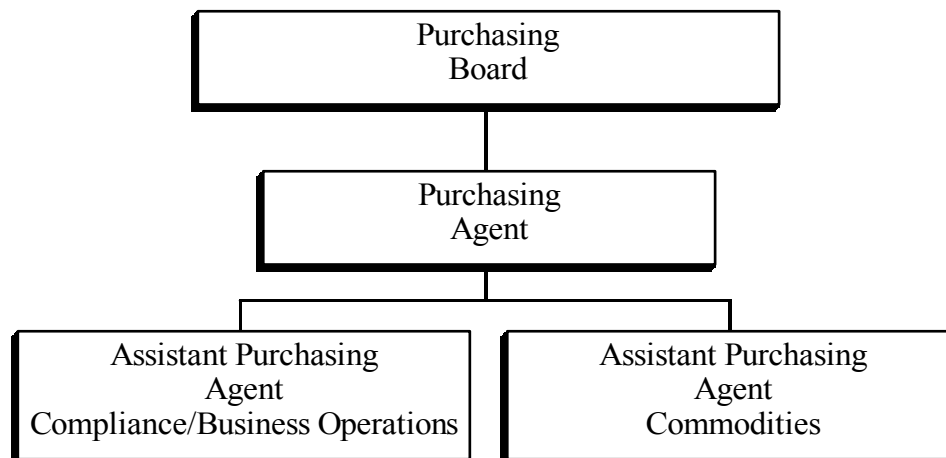 Purchasing
Board
Purchasing
Agent
Assistant Purchasing
Agent
Compliance/Business Operations
Assistant Purchasing
Agent
Commodities